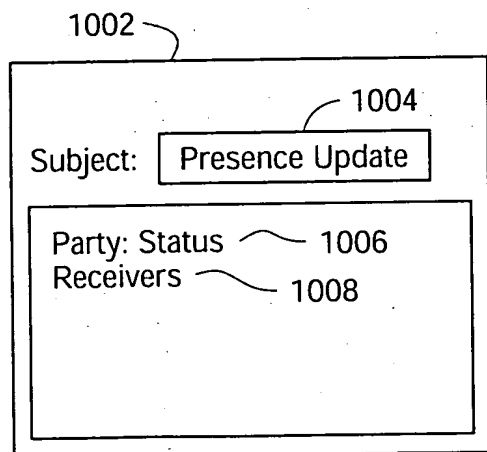 1002
1004
Subject: Presence Update
Party: Status 1006
Receivers 1008